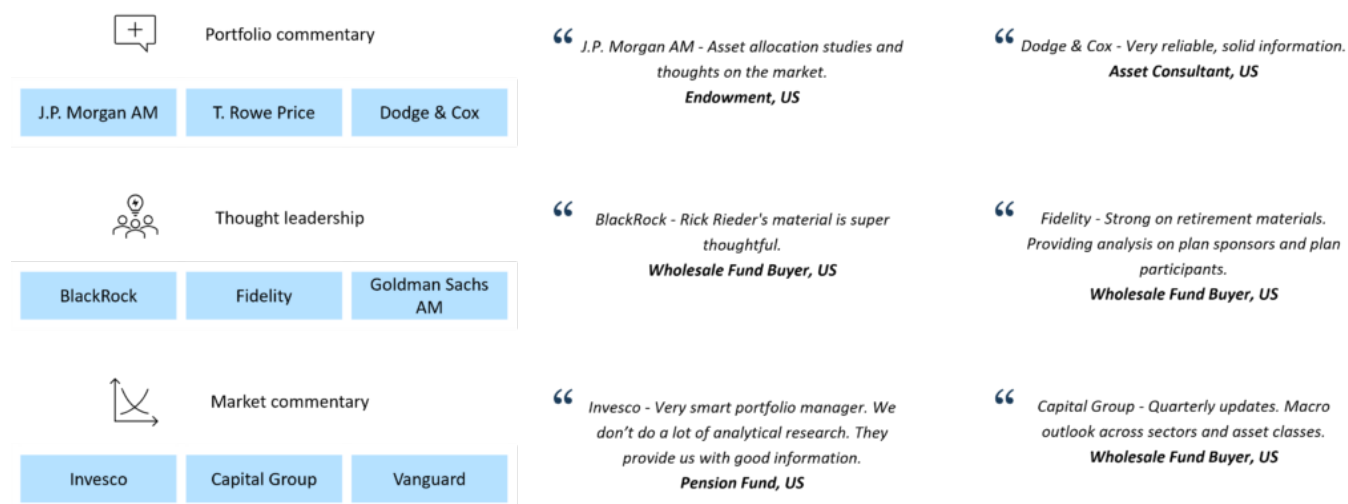 Portfolio commentary
J.P. Morgan AM
T. Rowe Price
Dodge & Cox
“ J.P. Morgan AM - Asset allocation studies and
thoughts on the market.
Endowment, US
“ Dodge & Cox - Very reliable, solid information.
Asset Consultant, US
Thought leadership
BlackRock
Fidelity
Goldman Sachs
AM
“ BlackRock - Rick Rieder's material is super
thoughtful.
Wholesale Fund Buyer, US
“ Fidelity - Strong on retirement materials.
Providing analysis on plan sponsors and plan
participants.
Wholesale Fund Buyer, US
Market commentary
Invesco
Capital Group
Vanguard
“ Invesco - Very smart portfolio manager. We
don’t do a lot of analytical research. They
provide us with good information.
Pension Fund, US
“ Capital Group - Quarterly updates. Macro
outlook across sectors and asset classes.
Wholesale Fund Buyer, US